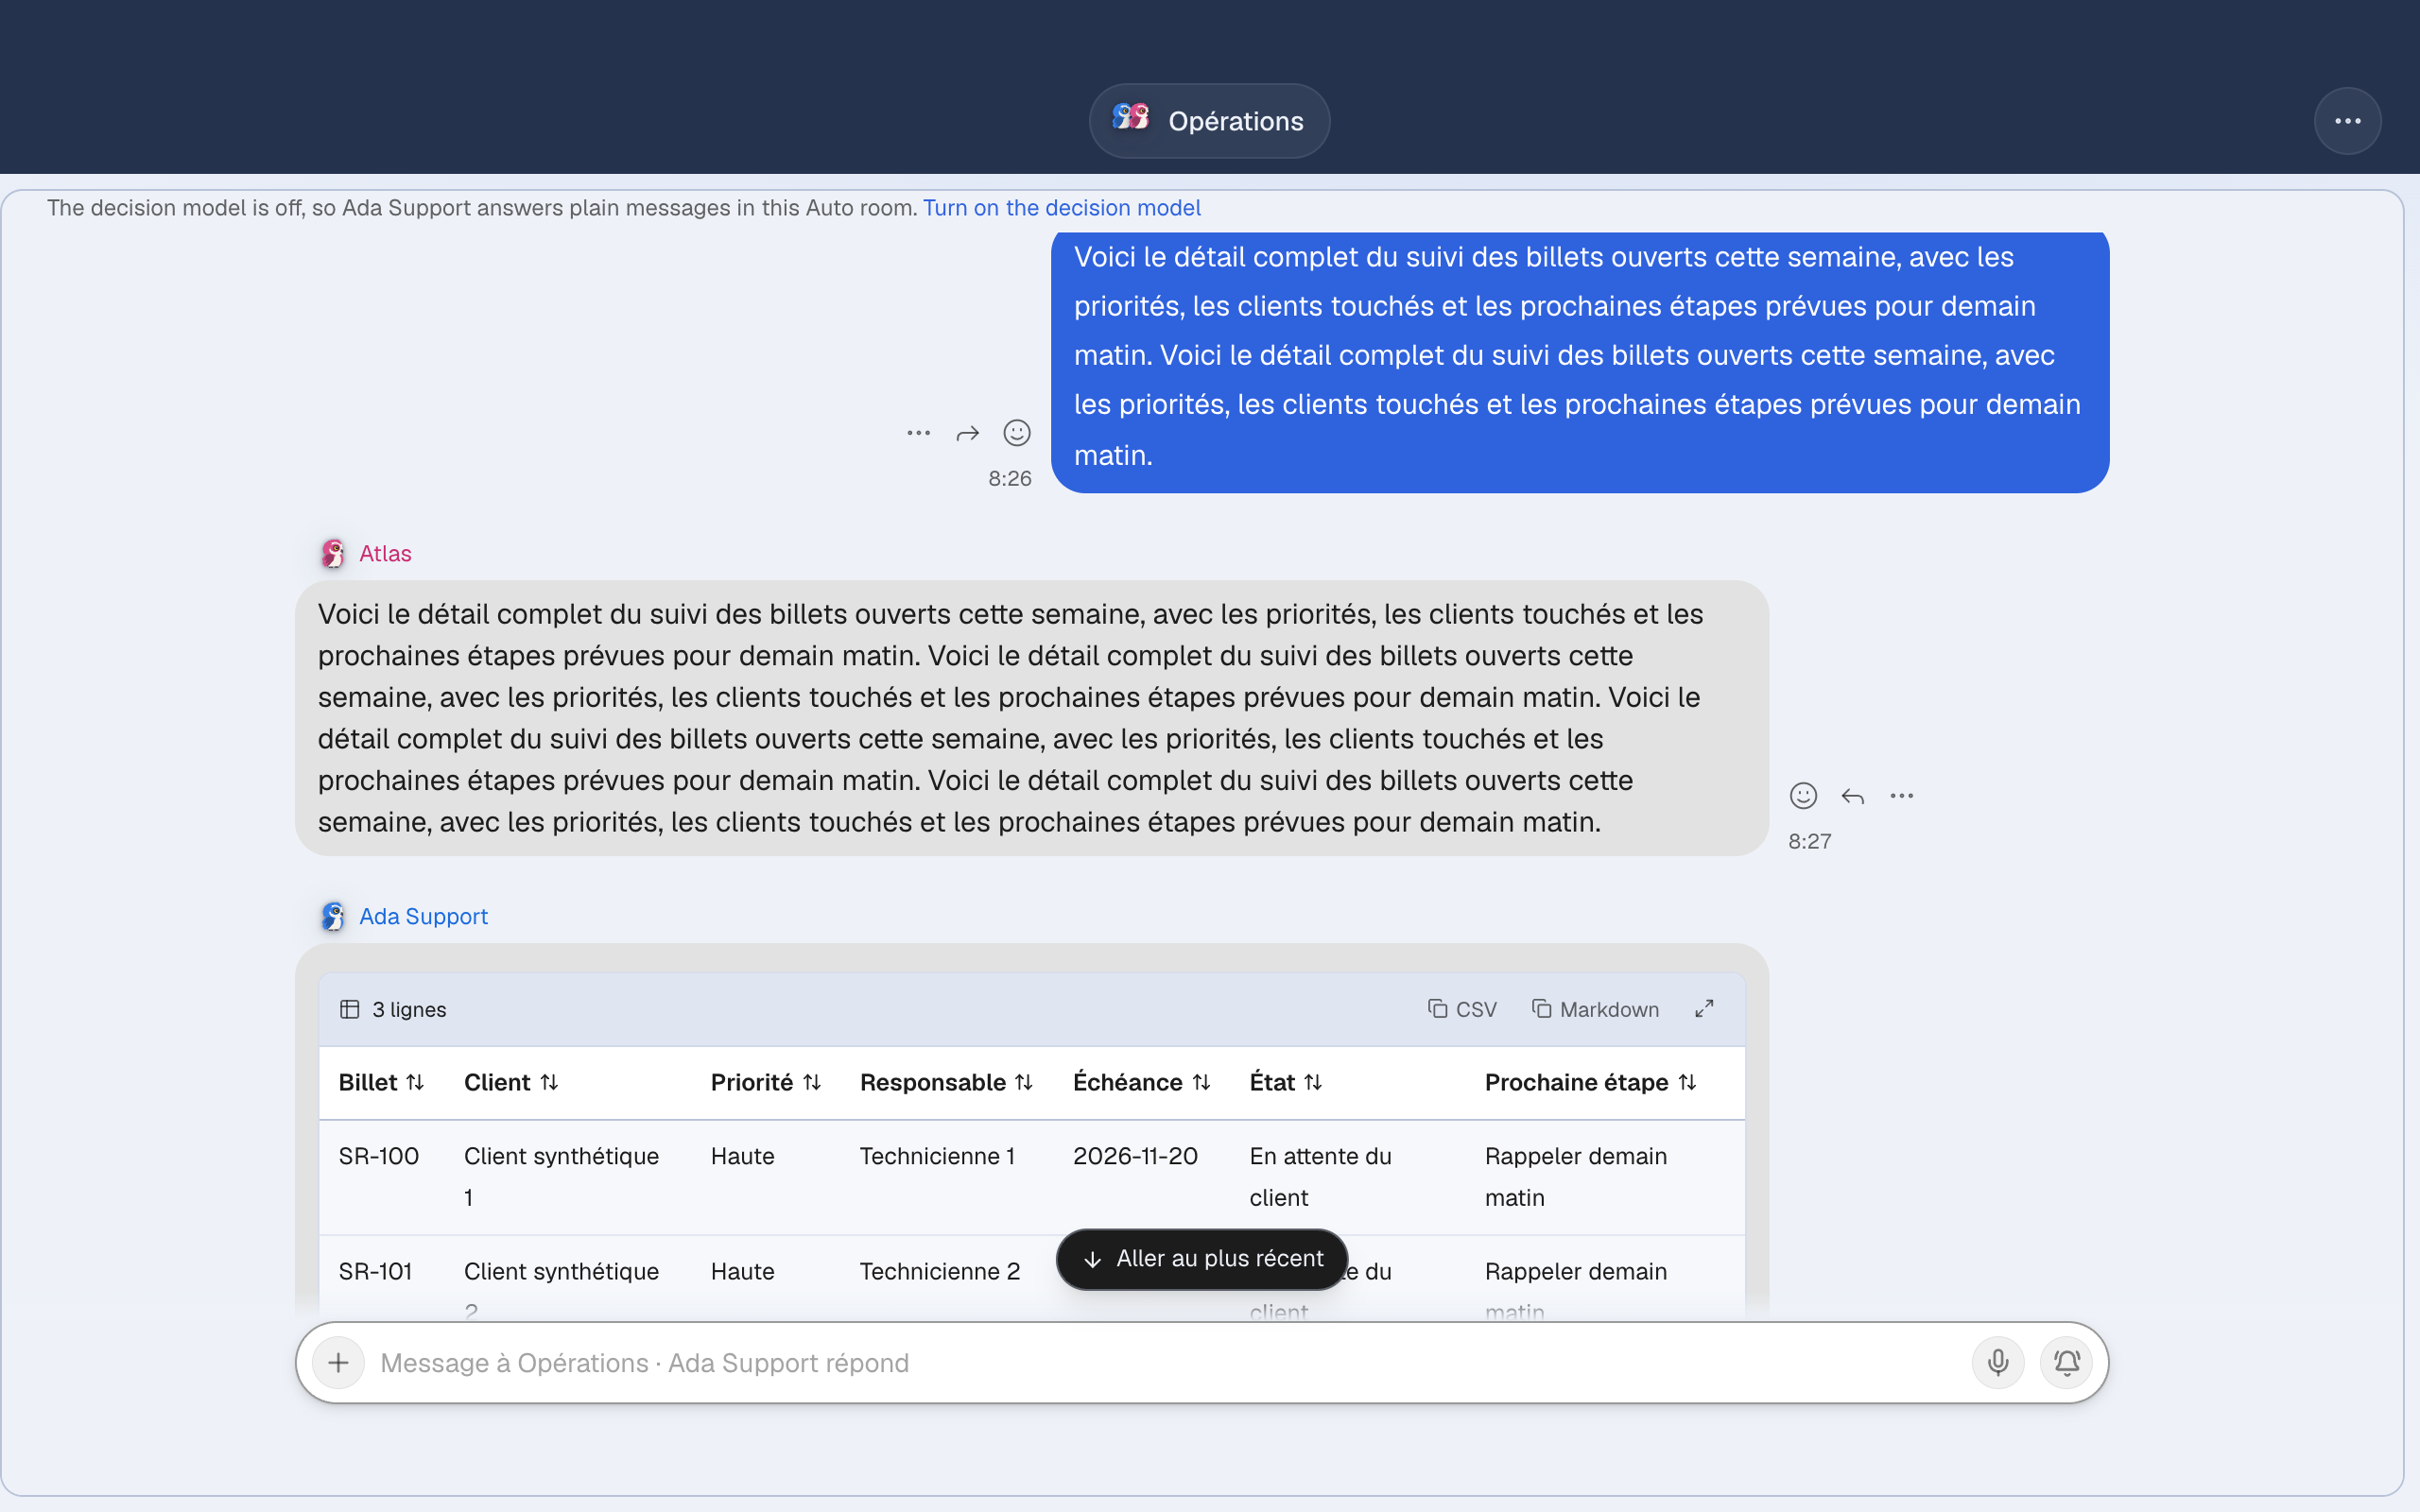 Opérations
The decision model is off, so Ada Support answers plain messages in this Auto room. Turn on the decision model
Voici le détail complet du suivi des billets ouverts cette semaine, avec les
priorités, les clients touchés et les prochaines étapes prévues pour demain
matin. Voici le détail complet du suivi des billets ouverts cette semaine, avec
les priorités, les clients touchés et les prochaines étapes prévues pour demain
matin.
8:26
Atlas
Voici le détail complet du suivi des billets ouverts cette semaine, avec les priorités, les clients touchés et les
prochaines étapes prévues pour demain matin. Voici le détail complet du suivi des billets ouverts cette
semaine, avec les priorités, les clients touchés et les prochaines étapes prévues pour demain matin. Voici le
détail complet du suivi des billets ouverts cette semaine, avec les priorités, les clients touchés et les
prochaines étapes prévues pour demain matin. Voici le détail complet du suivi des billets ouverts cette
semaine, avec les priorités, les clients touchés et les prochaines étapes prévues pour demain matin.
8:27
Ada Support
3 lignes CSV Markdown
Billet Client Priorité Responsable Échéance État Prochaine étape
SR-100 Client synthétique Haute Technicienne 1 2026-11-20 En attente du Rappeler demain
1 client matin
SR-101 Client synthétique Haute Technicienne 2 du Rappeler demain
2 client matin
Aller au plus récent
Message à Opérations · Ada Support répond